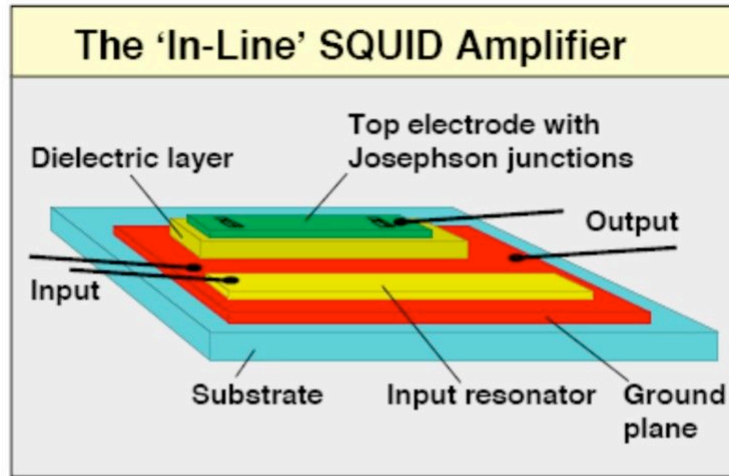 The ‘In-Line’ SQUID Amplifier
Top electrode with
Josephson junctions
Dielectric layer
Output
Input
Substrate
Input resonator
Ground
plane